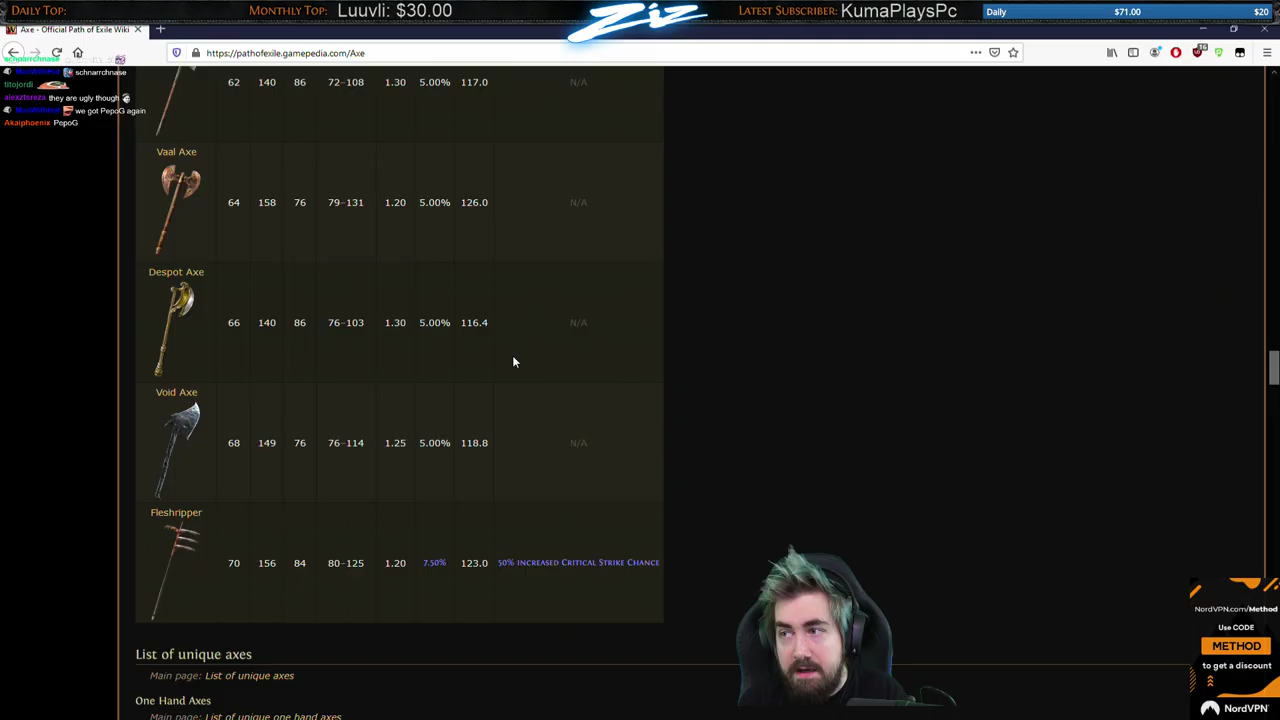 DAILY TOP:
MONTHLY TOP: Luuvli: $30.00
Ziz
LATEST SUBSCRIBER: KumaPlaysPc
Daily $71.00 $20
Axe - Official Path of Exile Wiki
https://pathofexile.gamepedia.com/Axe
schnarrchnase
schnarrchnase
titojordi
alexztereza they are ugly though
we got PepoG again
Akaiphoenix PepoG
62 140 86 72–108 1.30 5.00% 117.0 N/A
Vaal Axe
64 158 76 79–131 1.20 5.00% 126.0 N/A
Despot Axe
66 140 86 76–103 1.30 5.00% 116.4 N/A
Void Axe
68 149 76 76–114 1.25 5.00% 118.8 N/A
Fleshripper
70 156 84 80–125 1.20 7.50% 123.0 50% INCREASED CRITICAL STRIKE CHANCE
List of unique axes
Main page: List of unique axes
One Hand Axes
Main page: List of unique one hand axes
NordVPN.com/Method
Use CODE
METHOD
to get a discount
NordVPN